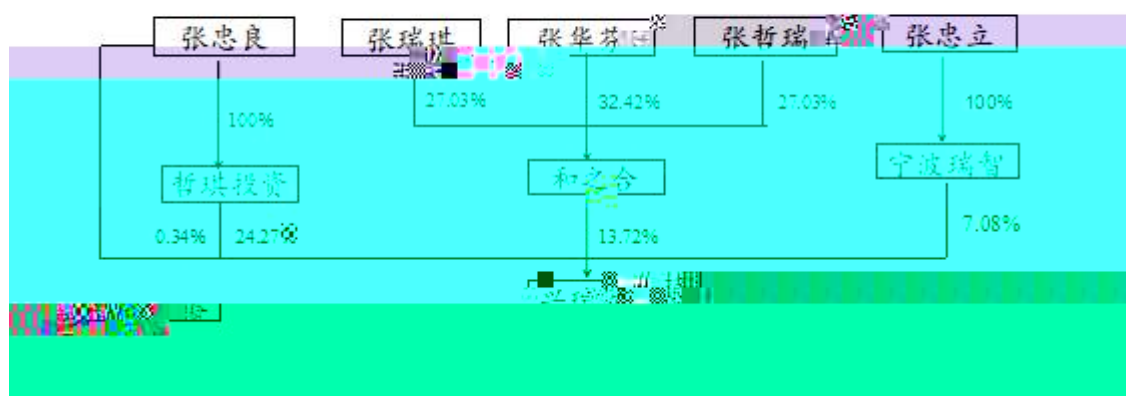 张忠良 张瑞琪 张华芬 张哲瑞 张忠立
27.03% 32.42% 27.03% 100%
100%
宁波瑞智
哲琪投资 和之合
0.34% 24.27% 13.72% 7.08%